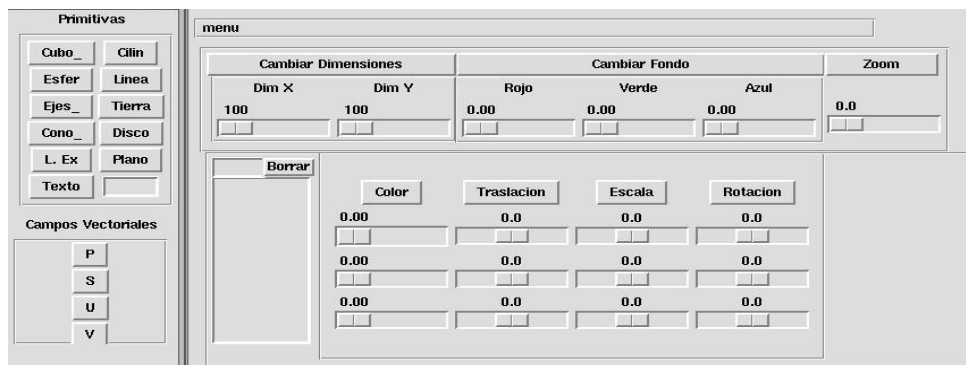 Primitivas
Cubo_ Cilin
Esfer Linea
Ejes_ Tierra
Cono_ Disco
L. Ex Plano
Texto
Campos Vectoriales
P
S
U
V
menu
Cambiar Dimensiones Cambiar Fondo Zoom
Dim X Dim Y Rojo Verde Azul
100 100 0.00 0.00 0.00 0.0
Borrar
Color Traslacion Escala Rotacion
0.00 0.0 0.0 0.0
0.00 0.0 0.0 0.0
0.00 0.0 0.0 0.0